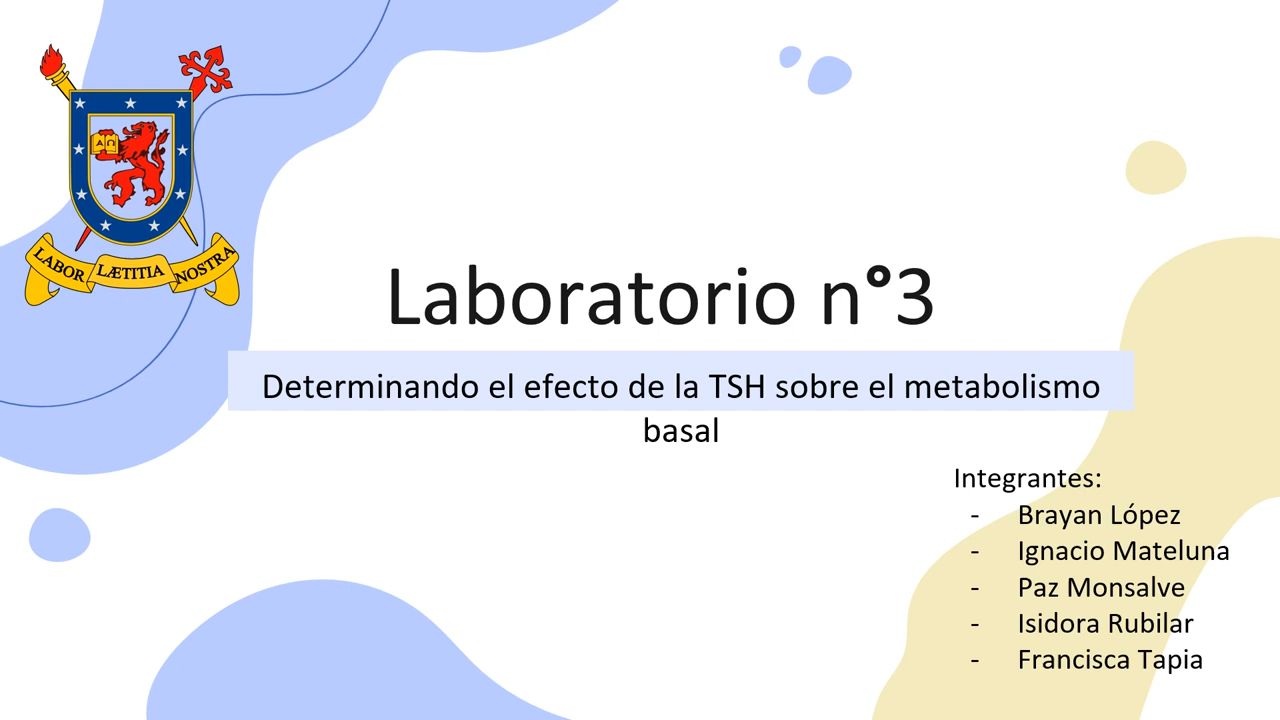 LABOR LÆTITIA NOSTRA
A Ω
Laboratorio n°3
Determinando el efecto de la TSH sobre el metabolismo
basal
Integrantes:
- Brayan López
- Ignacio Mateluna
- Paz Monsalve
- Isidora Rubilar
- Francisca Tapia